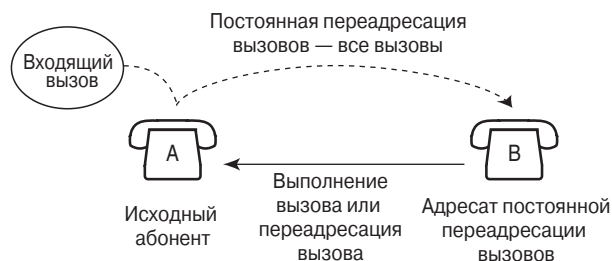 Постоянная переадресация
вызовов — все вызовы
Входящий
вызов
A
B
Исходный
абонент
Выполнение
вызова или
переадресация
вызова
Адресат постоянной
переадресации
вызовов